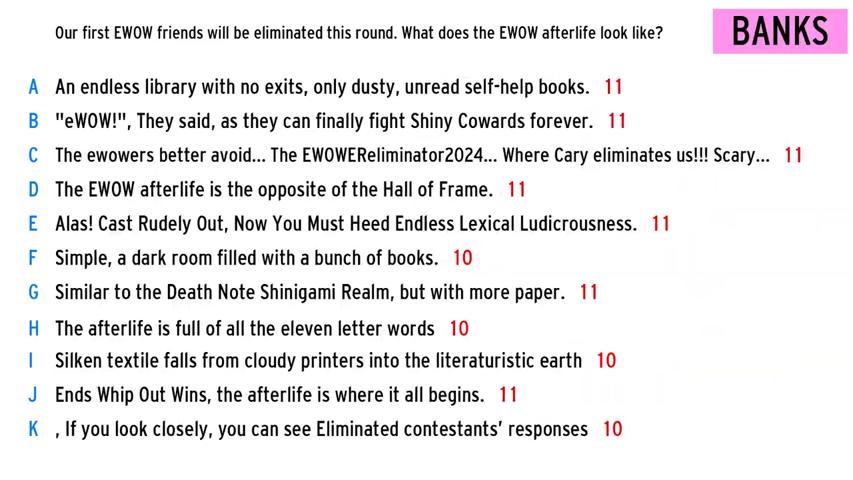 Our first EWOW friends will be eliminated this round. What does the EWOW afterlife look like?
BANKS
A An endless library with no exits, only dusty, unread self-help books. 11
B "eWOW!", They said, as they can finally fight Shiny Cowards forever. 11
C The ewowers better avoid... The EWOWEReliminator2024... Where Cary eliminates us!!! Scary... 11
D The EWOW afterlife is the opposite of the Hall of Frame. 11
E Alas! Cast Rudely Out, Now You Must Heed Endless Lexical Ludicrousness. 11
F Simple, a dark room filled with a bunch of books. 10
G Similar to the Death Note Shinigami Realm, but with more paper. 11
H The afterlife is full of all the eleven letter words 10
I Silken textile falls from cloudy printers into the literaturistic earth 10
J Ends Whip Out Wins, the afterlife is where it all begins. 11
K , If you look closely, you can see Eliminated contestants’ responses 10